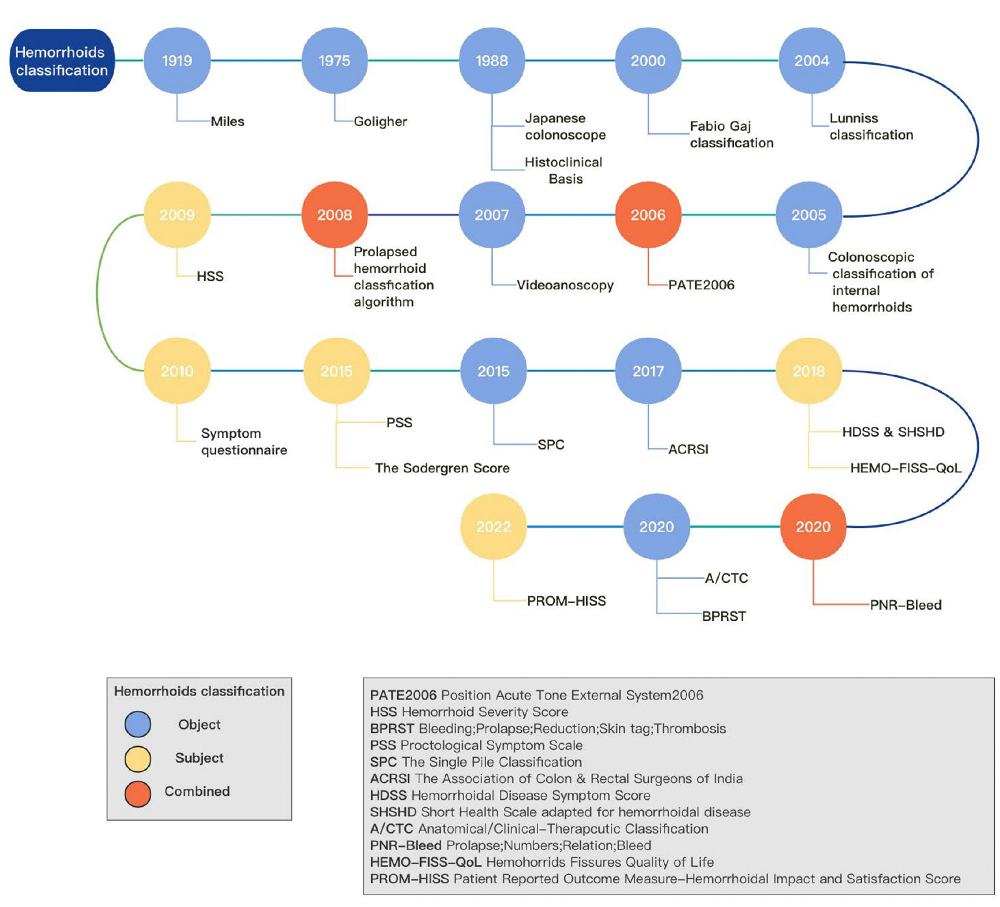 Hemorrhoids
classification
1919
1975
1988
2000
2004
Miles
Goligher
Japanese
colonoscope
Histoclinical
Basis
Fabio Gaj
classification
Lunniss
classification
2009
2008
2007
2006
2005
HSS
Prolapsed
hemorrhoid
classfication
algorithm
Videoanoscopy
PATE2006
Colonoscopic
classification of
internal
hemorrhoids
2010
2015
2015
2017
2018
Symptom
questionnaire
PSS
The Sodergren Score
SPC
ACRSI
HDSS & SHSHD
HEMO–FISS–QoL
2022
2020
2020
PROM–HISS
A/CTC
BPRST
PNR–Bleed
Hemorrhoids classification
Object
Subject
Combined
PATE2006 Position Acute Tone External System2006
HSS Hemorrhoid Severity Score
BPRST Bleeding;Prolapse;Reduction;Skin tag;Thrombosis
PSS Proctological Symptom Scale
SPC The Single Pile Classification
ACRSI The Association of Colon & Rectal Surgeons of India
HDSS Hemorrhoidal Disease Symptom Score
SHSHD Short Health Scale adapted for hemorrhoidal disease
A/CTC Anatomical/Clinical–Therapcutic Classification
PNR–Bleed Prolapse;Numbers;Relation;Bleed
HEMO–FISS–QoL Hemohorrids Fissures Quality of Life
PROM–HISS Patient Reported Outcome Measure–Hemorrhoidal Impact and Satisfaction Score